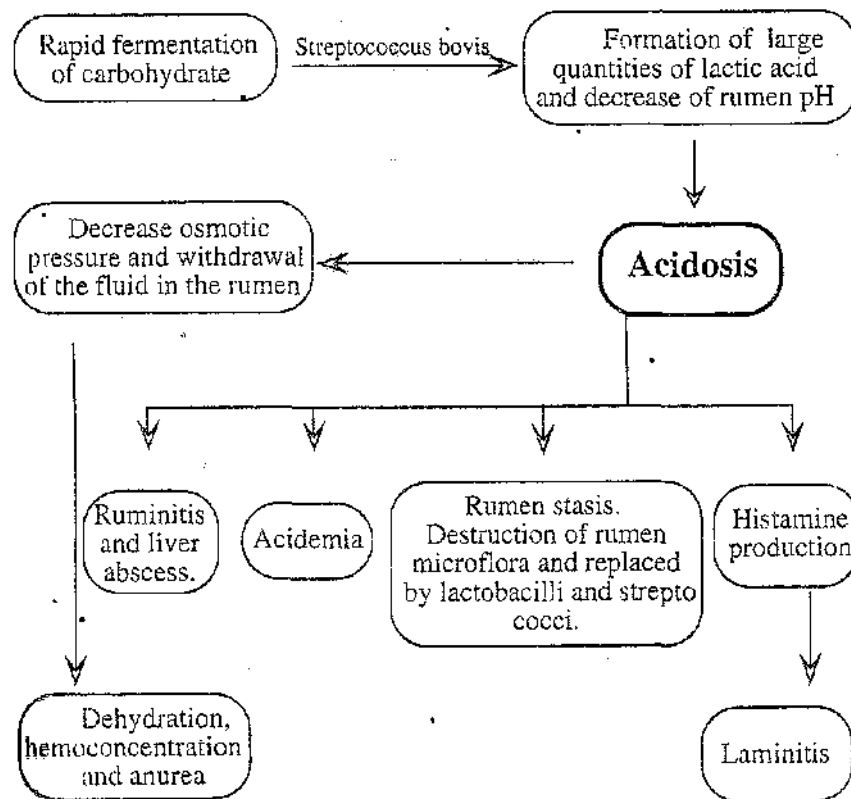 Rapid fermentation
of carbohydrate
Streptococcus bovis
Formation of large
quantities of lactic acid
and decrease of rumen pH
Decrease osmotic
pressure and withdrawal
of the fluid in the rumen
Acidosis
Ruminitis
and liver
abscess.
Acidemia
Rumen stasis.
Destruction of rumen
microflora and replaced
by lactobacilli and strepto
cocci.
Histamine
production
Dehydration,
hemoconcentration
and anurea
Laminitis